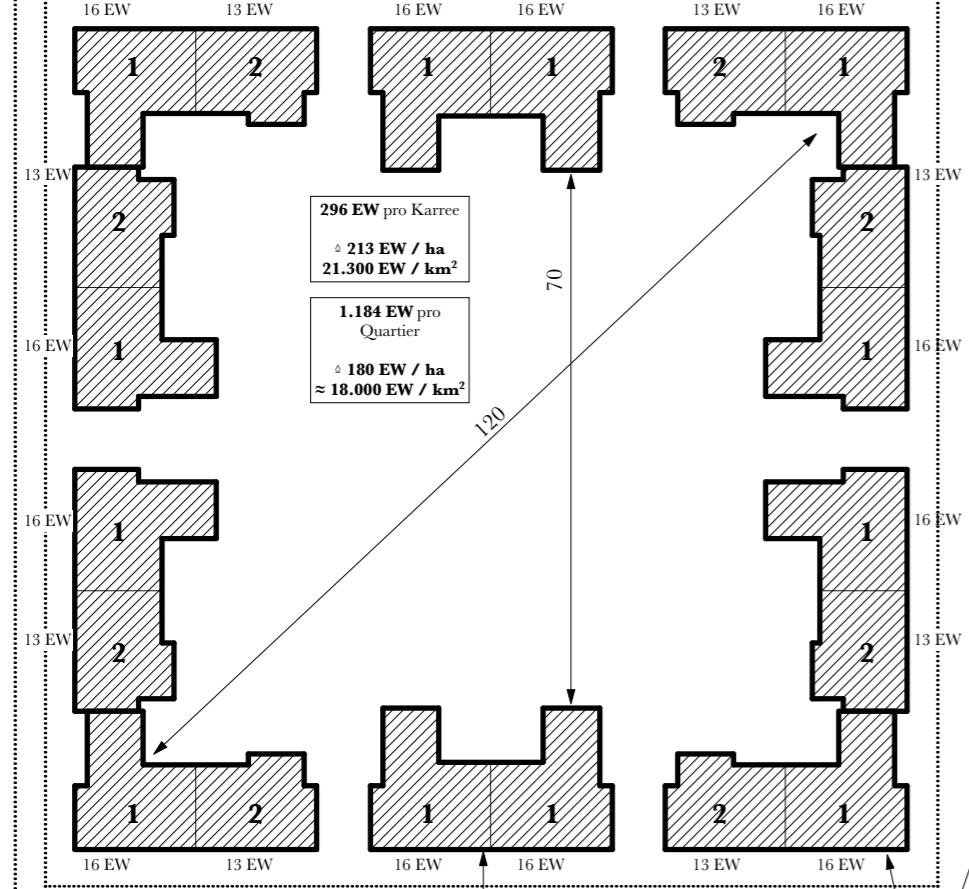 16 EW 13 EW 16 EW 16 EW 13 EW 16 EW
1 2 1 1 2 1
13 EW 13 EW
2 2
296 EW pro Karree
≙ 213 EW / ha
21.300 EW / km²
70
1.184 EW pro
Quartier
≙ 180 EW / ha
≈ 18.000 EW / km²
16 EW 1 1 16 EW
120
16 EW 1 1 16 EW
13 EW 2 2 13 EW
1 2 1 1 2 1
16 EW 13 EW 16 EW 16 EW 13 EW 16 EW